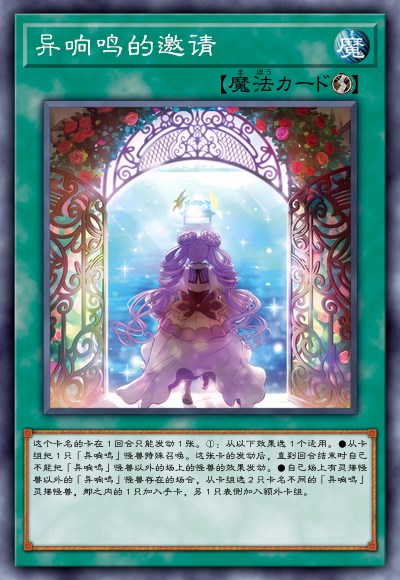 异响鸣的邀请
魔
【魔法カード】
まほう
这个卡名的卡在1回合只能发动1张。①：从以下效果选1个适用。●从卡
组把1只「异响鸣」怪兽特殊召唤。这张卡的发动后，直到回合结束时自己
不能把「异响鸣」怪兽以外的场上的怪兽的效果发动。●自己场上有灵摆怪
兽以外的「异响鸣」怪兽存在的场合，从卡组选2只卡名不同的「异响鸣」
灵摆怪兽，那之内的1只加入手卡，另1只表侧加入额外卡组。